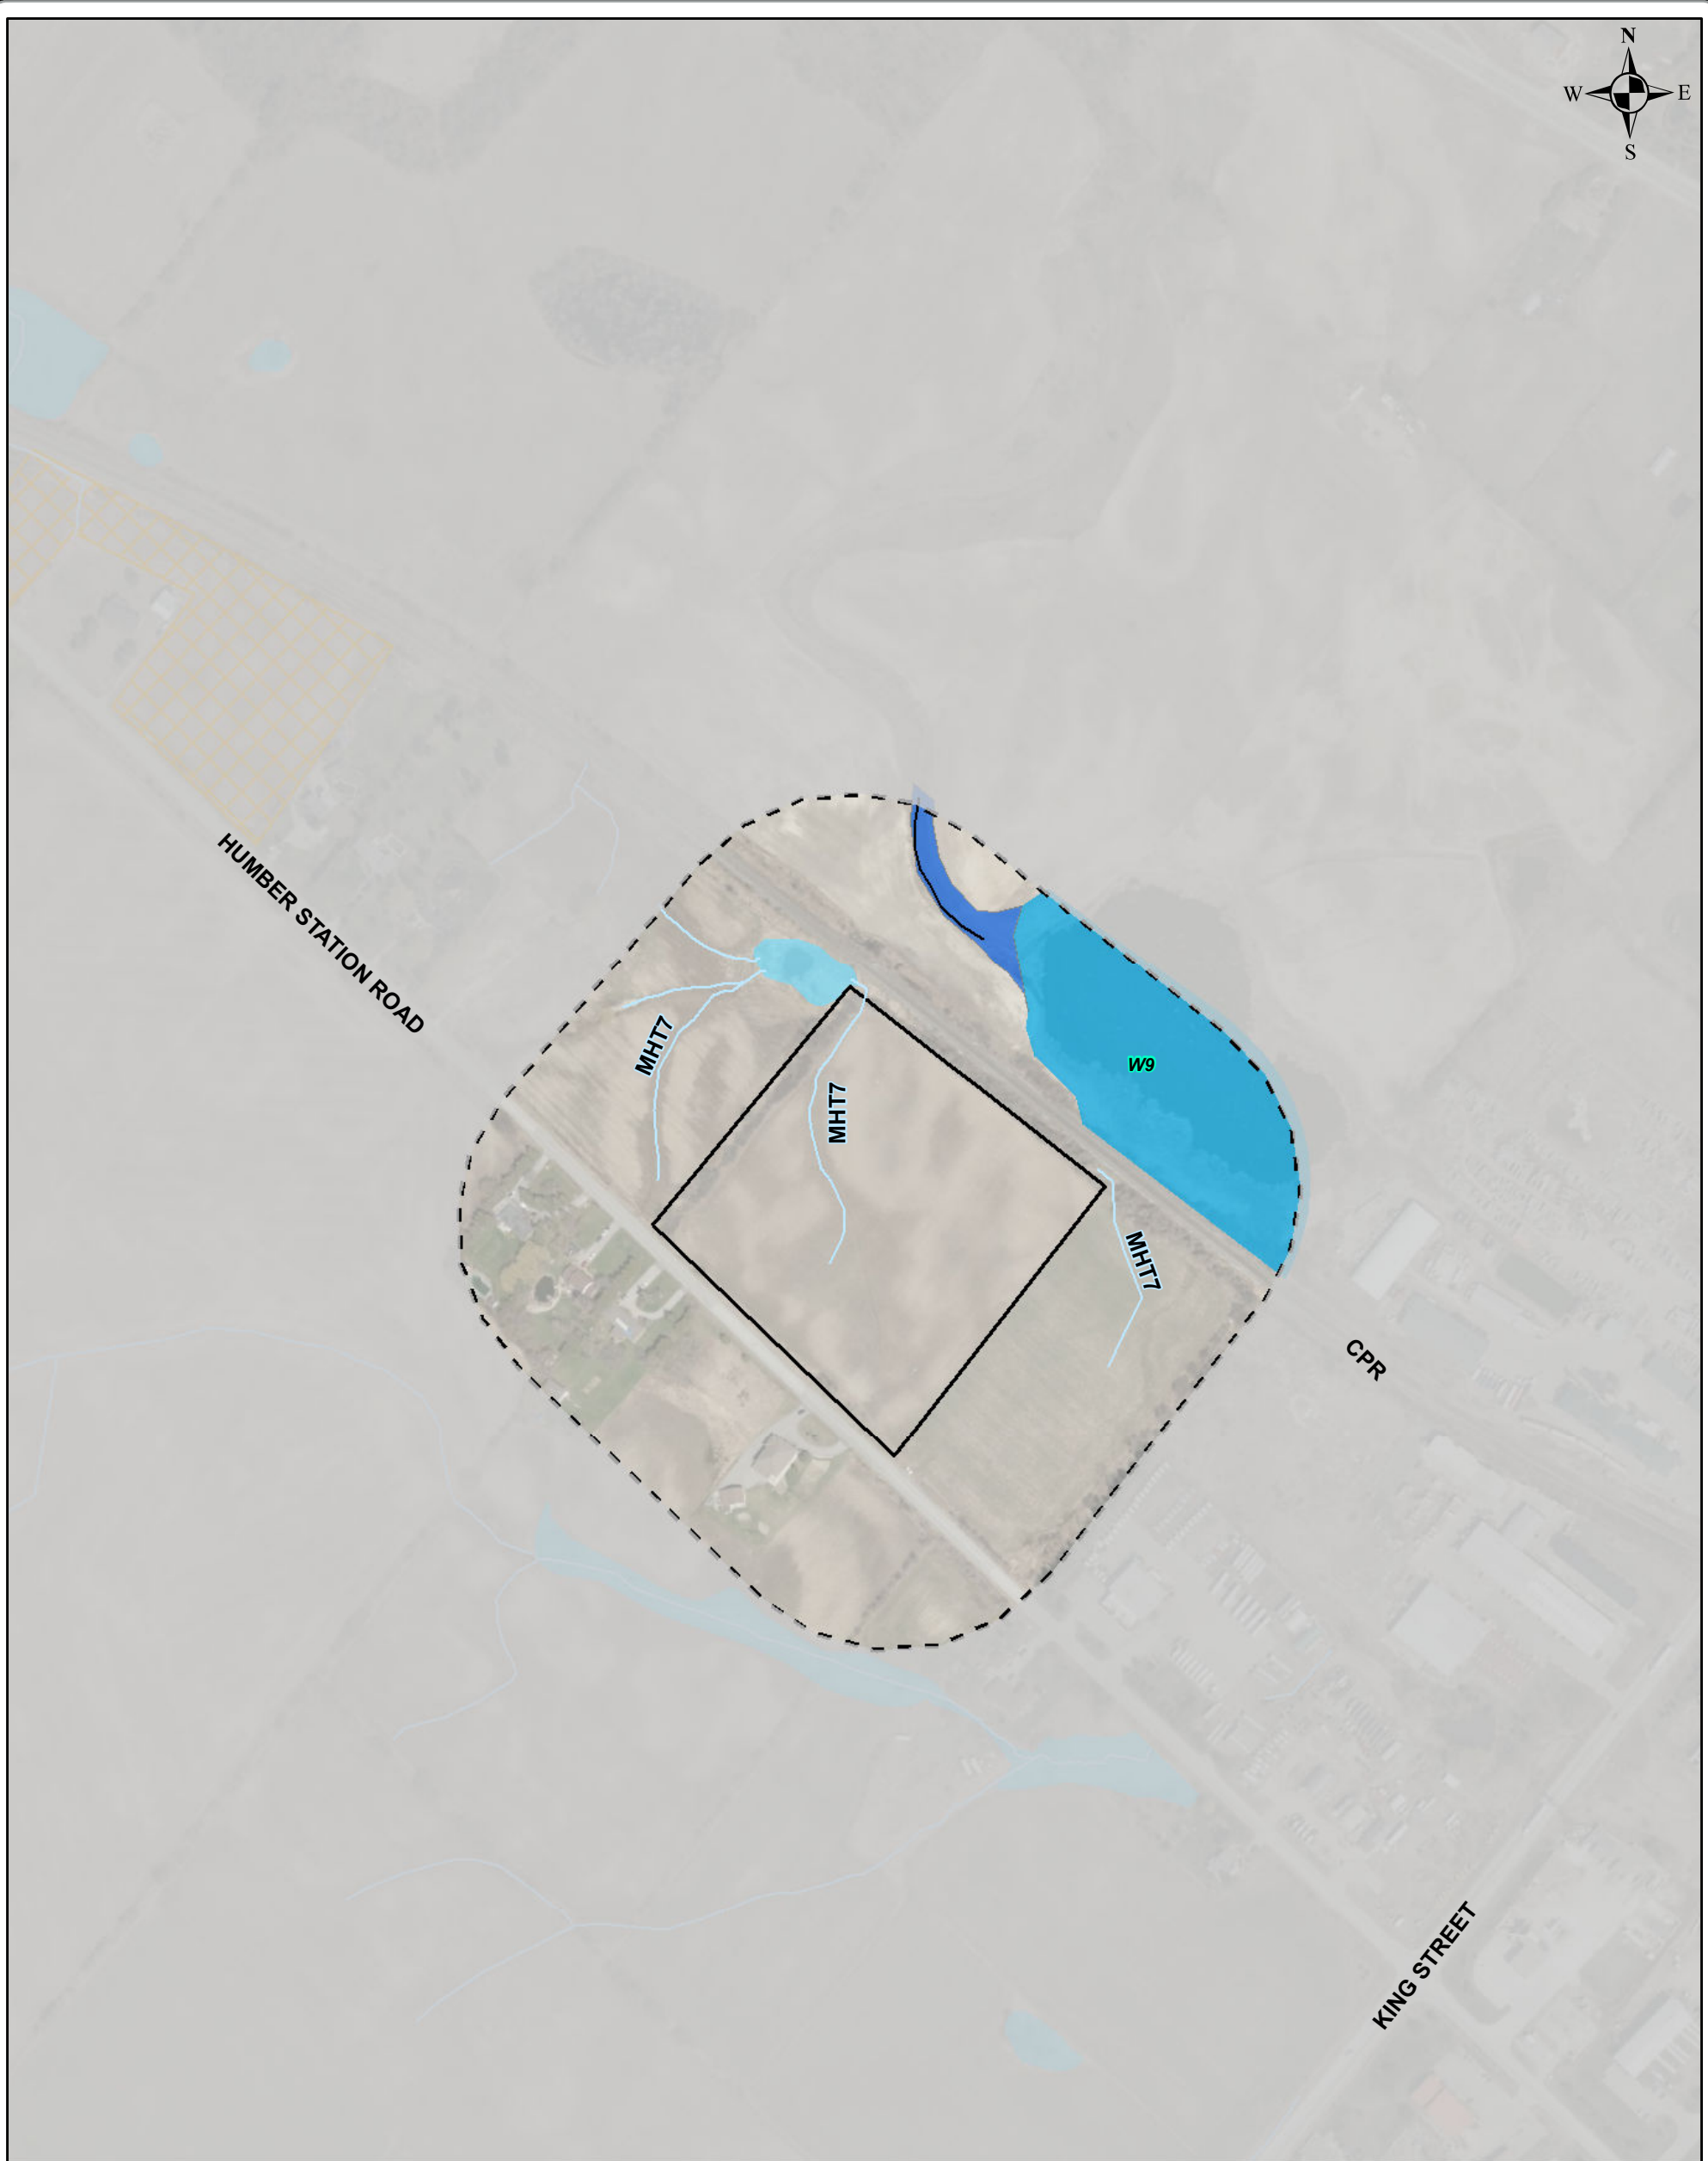 N
W E
S
HUMBER STATION ROAD
MHT7
MHT7
W9
MHT7
CPR
KING STREET